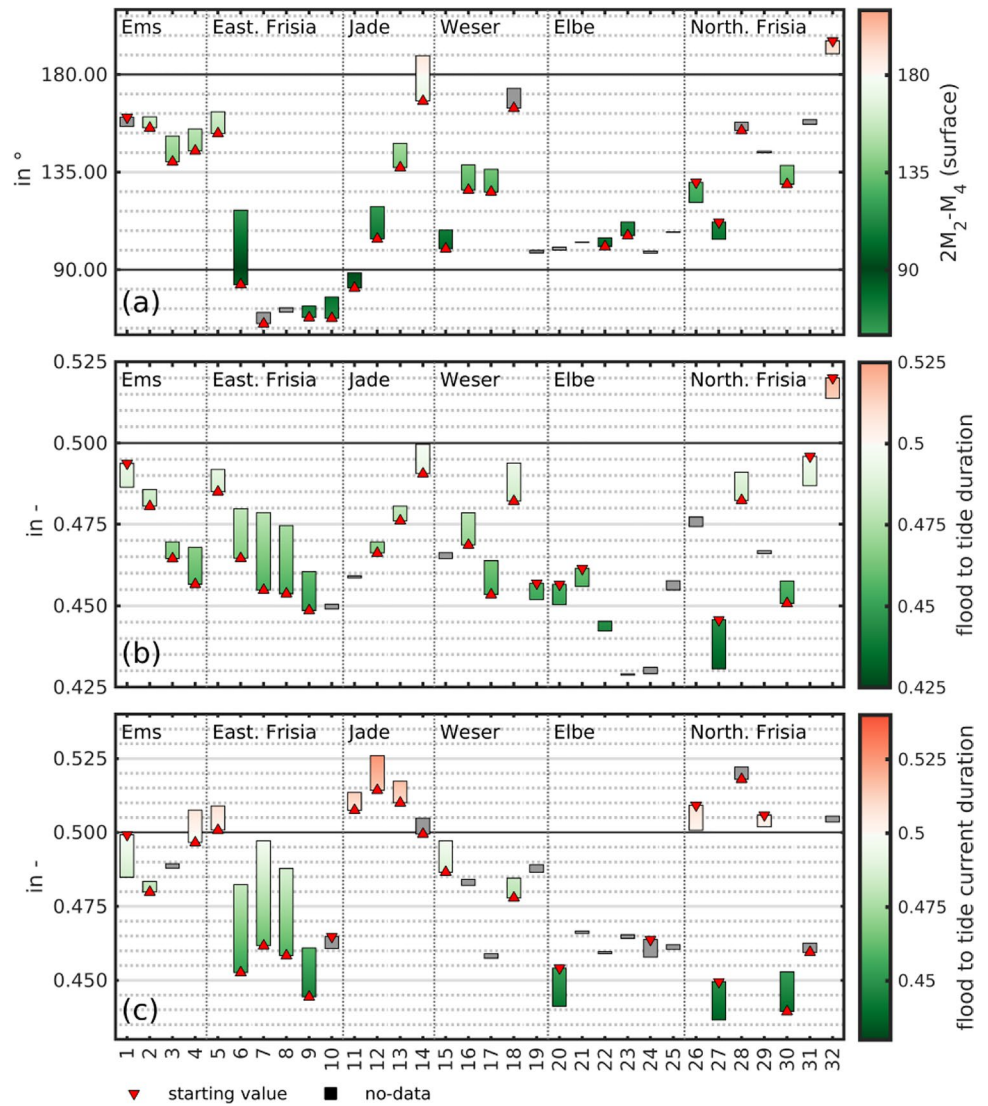 Ems East. Frisia Jade Weser Elbe North. Frisia
180.00
135.00
90.00
in °
(a)
180
135
90
2M2-M4 (surface)
0.525
Ems East. Frisia Jade Weser Elbe North. Frisia
0.500
0.475
0.450
0.425
in -
(b)
0.525
0.5
0.475
0.45
0.425
flood to tide duration
Ems East. Frisia Jade Weser Elbe North. Frisia
0.525
0.500
0.475
0.450
in -
(c)
0.525
0.5
0.475
0.45
flood to tide current duration
1 2 3 4 5 6 7 8 9 10 11 12 13 14 15 16 17 18 19 20 21 22 23 24 25 26 27 28 29 30 31 32
starting value no-data